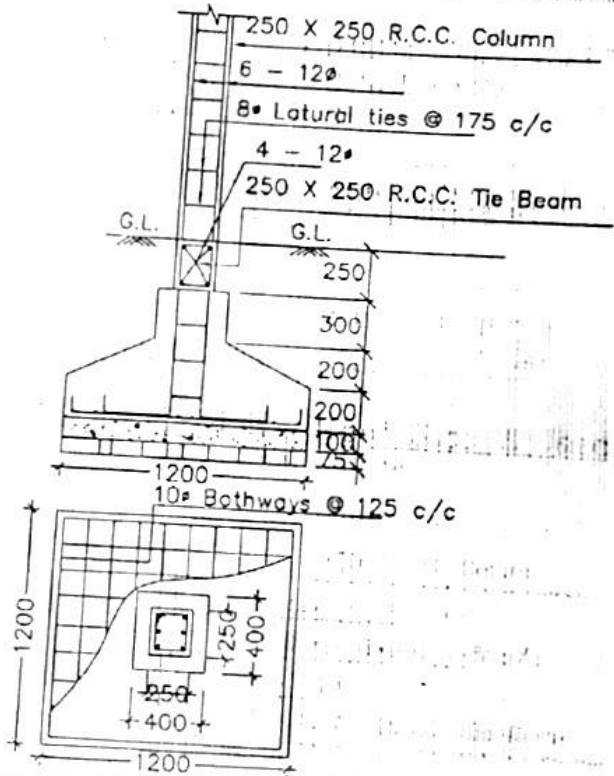 250 X 250 R.C.C. Column
6 - 12ø
8ø Latural ties @ 175 c/c
4 - 12ø
250 X 250 R.C.C. Tie Beam
G.L.
G.L.
250
300
200
200
100
75
1200
10ø Bothways @ 125 c/c
1200
250
400
250
400
1200